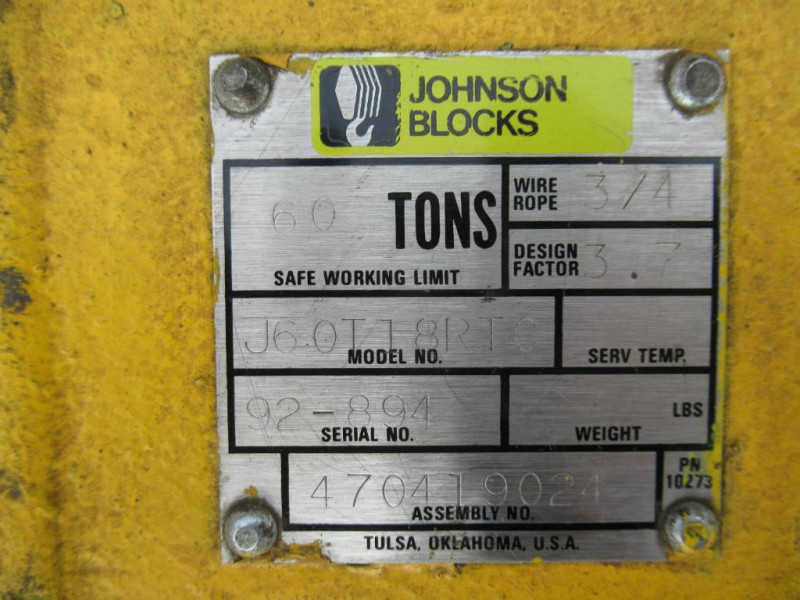 JOHNSON
BLOCKS
60 TONS
SAFE WORKING LIMIT
WIRE
ROPE 3/4
DESIGN
FACTOR 3.7
J60T18RTC
MODEL NO.
SERV TEMP.
92-894
SERIAL NO.
LBS
WEIGHT
470419024
ASSEMBLY NO.
PN
10273
TULSA, OKLAHOMA, U.S.A.